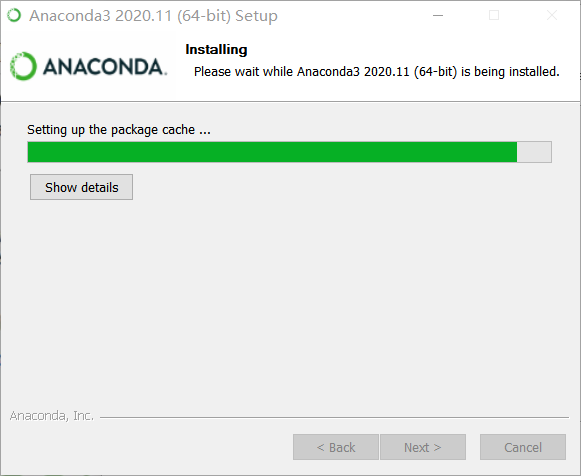 Anaconda3 2020.11 (64-bit) Setup
ANACONDA.
Installing
Please wait while Anaconda3 2020.11 (64-bit) is being installed.
Setting up the package cache ...
Show details
Anaconda, Inc.
< Back
Next >
Cancel